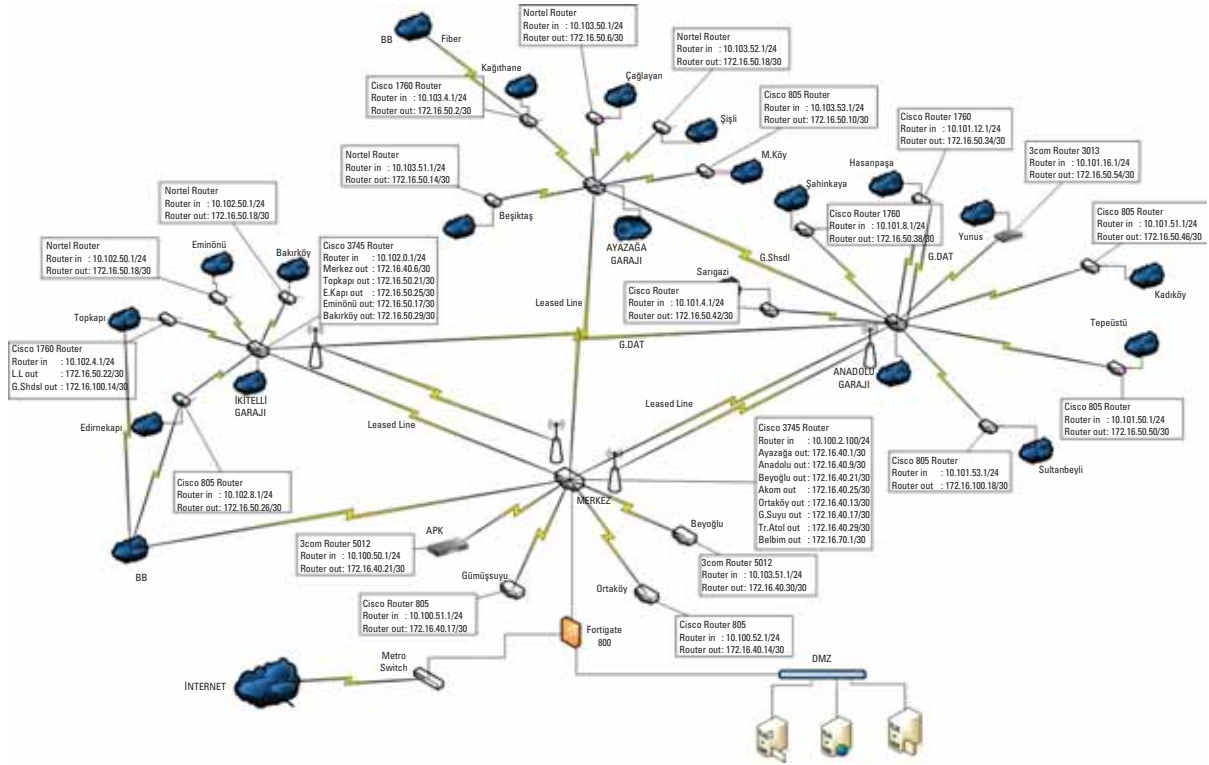 Nortel Router
Router in : 10.103.50.1/24
Router out: 172.16.50.6/30
BB
Fiber
Nortel Router
Router in : 10.103.52.1/24
Router out: 172.16.50.18/30
Kağıthane
Cisco 1760 Router
Router in : 10.103.4.1/24
Router out: 172.16.50.2/30
Çağlayan
Şişli
Cisco 805 Router
Router in : 10.103.53.1/24
Router out: 172.16.50.10/30
M.Köy
Cisco Router 1760
Router in : 10.101.12.1/24
Router out: 172.16.50.34/30
Hasanpaşa
3com Router 3013
Router in : 10.101.16.1/24
Router out: 172.16.50.54/30
Nortel Router
Router in : 10.103.51.1/24
Router out: 172.16.50.14/30
Beşiktaş
AYAZAĞA
GARAJI
Şahinkaya
Cisco Router 1760
Router in : 10.101.8.1/24
Router out: 172.16.50.38/30
G.DAT
Yunus
Cisco 805 Router
Router in : 10.101.51.1/24
Router out: 172.16.50.46/30
Kadıköy
Nortel Router
Router in : 10.102.50.1/24
Router out: 172.16.50.18/30
Nortel Router
Router in : 10.102.50.1/24
Router out: 172.16.50.18/30
Eminönü
Bakırköy
Cisco 3745 Router
Router in : 10.102.0.1/24
Merkez out : 172.16.40.6/30
Topkapı out : 172.16.50.21/30
E.Kapı out : 172.16.50.25/30
Eminönü out: 172.16.50.17/30
Bakırköy out: 172.16.50.29/30
G.Shsdl
Sarıgazi
Cisco Router
Router in : 10.101.4.1/24
Router out: 172.16.50.42/30
Leased Line
Topkapı
Cisco 1760 Router
Router in : 10.102.4.1/24
L.L out : 172.16.50.22/30
G.Shdsl out : 172.16.100.14/30
G.DAT
Tepeüstü
ANADOLU
GARAJI
İKİTELLİ
GARAJI
Edirnekapı
Leased Line
Leased Line
Cisco 805 Router
Router in : 10.101.50.1/24
Router out: 172.16.50.50/30
Cisco 3745 Router
Router in : 10.100.2.100/24
Ayazağa out: 172.16.40.1/30
Anadolu out: 172.16.40.9/30
Beyoğlu out: 172.16.40.21/30
Akom out : 172.16.40.25/30
Ortaköy out: 172.16.40.13/30
G.Suyu out: 172.16.40.17/30
Tr.Atol out: 172.16.40.29/30
Belbim out: 172.16.70.1/30
Cisco 805 Router
Router in : 10.101.53.1/24
Router out : 172.16.100.18/30
Sultanbeyli
Cisco 805 Router
Router in : 10.102.8.1/24
Router out: 172.16.50.26/30
MERKEZ
BB
APK
3com Router 5012
Router in : 10.100.50.1/24
Router out: 172.16.40.21/30
Beyoğlu
3com Router 5012
Router in : 10.103.51.1/24
Router out: 172.16.40.30/30
Gümüşsuyu
Cisco Router 805
Router in : 10.100.51.1/24
Router out: 172.16.40.17/30
Ortaköy
Cisco Router 805
Router in : 10.100.52.1/24
Router out: 172.16.40.14/30
Fortigate
800
Metro
Switch
İNTERNET
DMZ